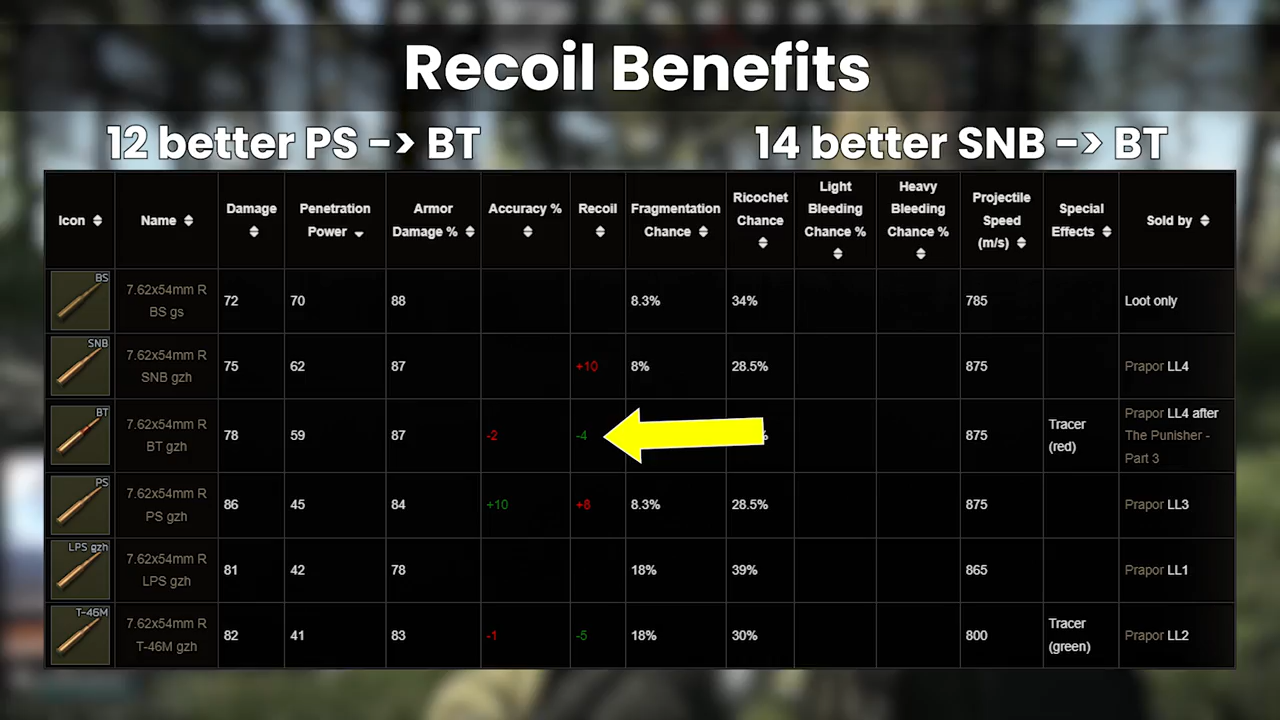 Recoil Benefits
12 better PS –> BT
14 better SNB –> BT
Icon Name Damage Penetration Power Armor Damage % Accuracy % Recoil Fragmentation Chance Ricochet Chance Light Bleeding Chance % Heavy Bleeding Chance % Projectile Speed (m/s) Special Effects Sold by
BS 7.62x54mm R BS gs 72 70 88 8.3% 34% 785 Loot only
SNB 7.62x54mm R SNB gzh 75 62 87 +10 8% 28.5% 875 Prapor LL4
BT 7.62x54mm R BT gzh 78 59 87 -2 -4 % 875 Tracer (red) Prapor LL4 after The Punisher - Part 3
PS 7.62x54mm R PS gzh 86 45 84 +10 +8 8.3% 28.5% 875 Prapor LL3
LPS gzh 7.62x54mm R LPS gzh 81 42 78 18% 39% 865 Prapor LL1
T-46M 7.62x54mm R T-46M gzh 82 41 83 -1 -5 18% 30% 800 Tracer (green) Prapor LL2